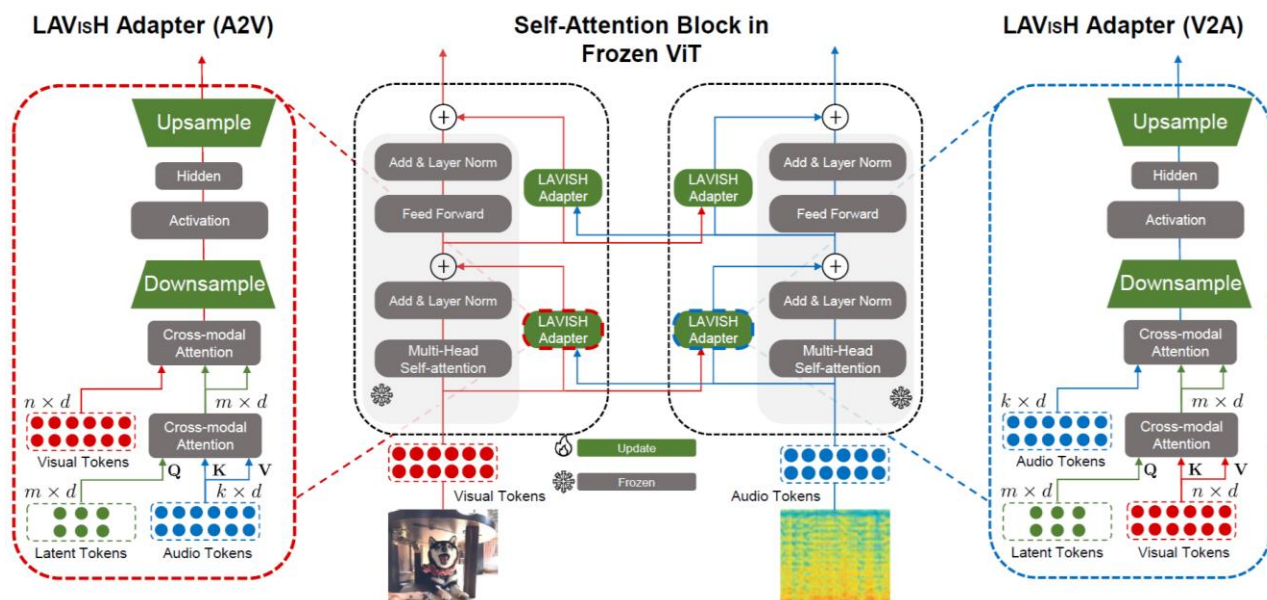 LAVISH Adapter (A2V)
Upsample
Hidden
Activation
Downsample
Cross-modal
Attention
n × d
m × d
Visual Tokens
Cross-modal
Attention
Q
K
V
m × d
k × d
Latent Tokens
Audio Tokens
Self-Attention Block in
Frozen ViT
+
Add & Layer Norm
Feed Forward
LAVISH
Adapter
+
Add & Layer Norm
Multi-Head
Self-attention
LAVISH
Adapter
Visual Tokens
+
LAVISH
Adapter
Add & Layer Norm
Feed Forward
+
LAVISH
Adapter
Add & Layer Norm
Multi-Head
Self-attention
Audio Tokens
Update
Frozen
LAVISH Adapter (V2A)
Upsample
Hidden
Activation
Downsample
Cross-modal
Attention
k × d
m × d
Audio Tokens
Cross-modal
Attention
Q
K
V
m × d
n × d
Latent Tokens
Visual Tokens